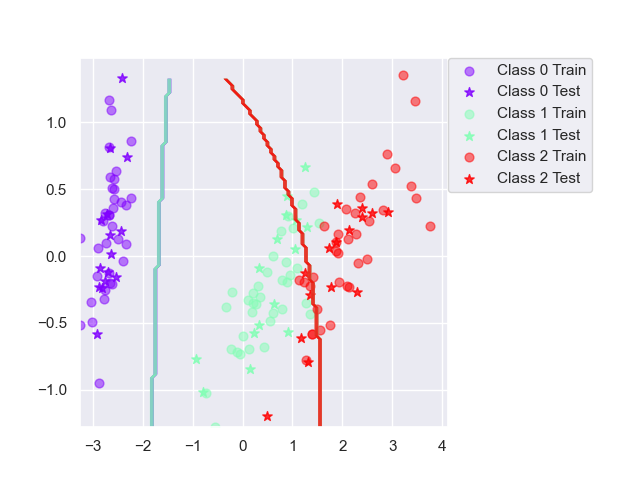 Class 0 Train
Class 0 Test
Class 1 Train
Class 1 Test
Class 2 Train
Class 2 Test
1.0
0.5
0.0
−0.5
−1.0
−3 −2 −1 0 1 2 3 4